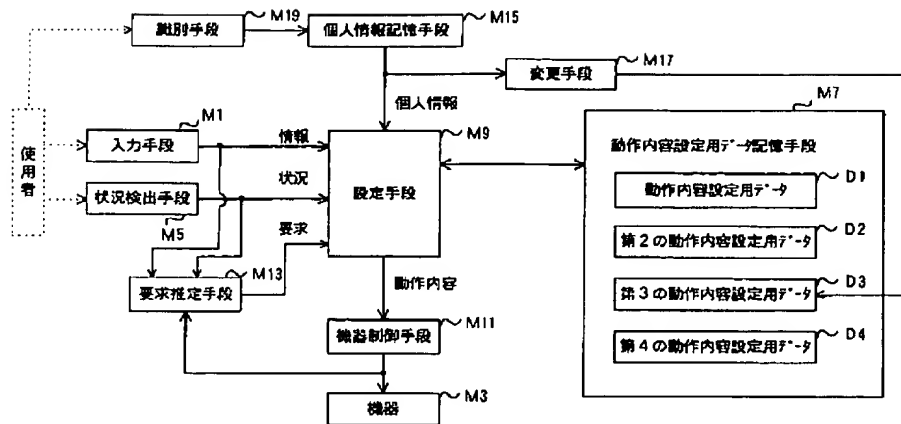 識別手段
M19
個人情報記憶手段
M15
変更手段
M17
個人情報
M7
使用者
入力手段
M1
情報
設定手段
M9
動作内容設定用データ記憶手段
状況検出手段
M5
状況
要求
動作内容設定用データ
D1
第2の動作内容設定用データ
D2
要求推定手段
M13
第3の動作内容設定用データ
D3
動作内容
第4の動作内容設定用データ
D4
機器制御手段
M11
機器
M3